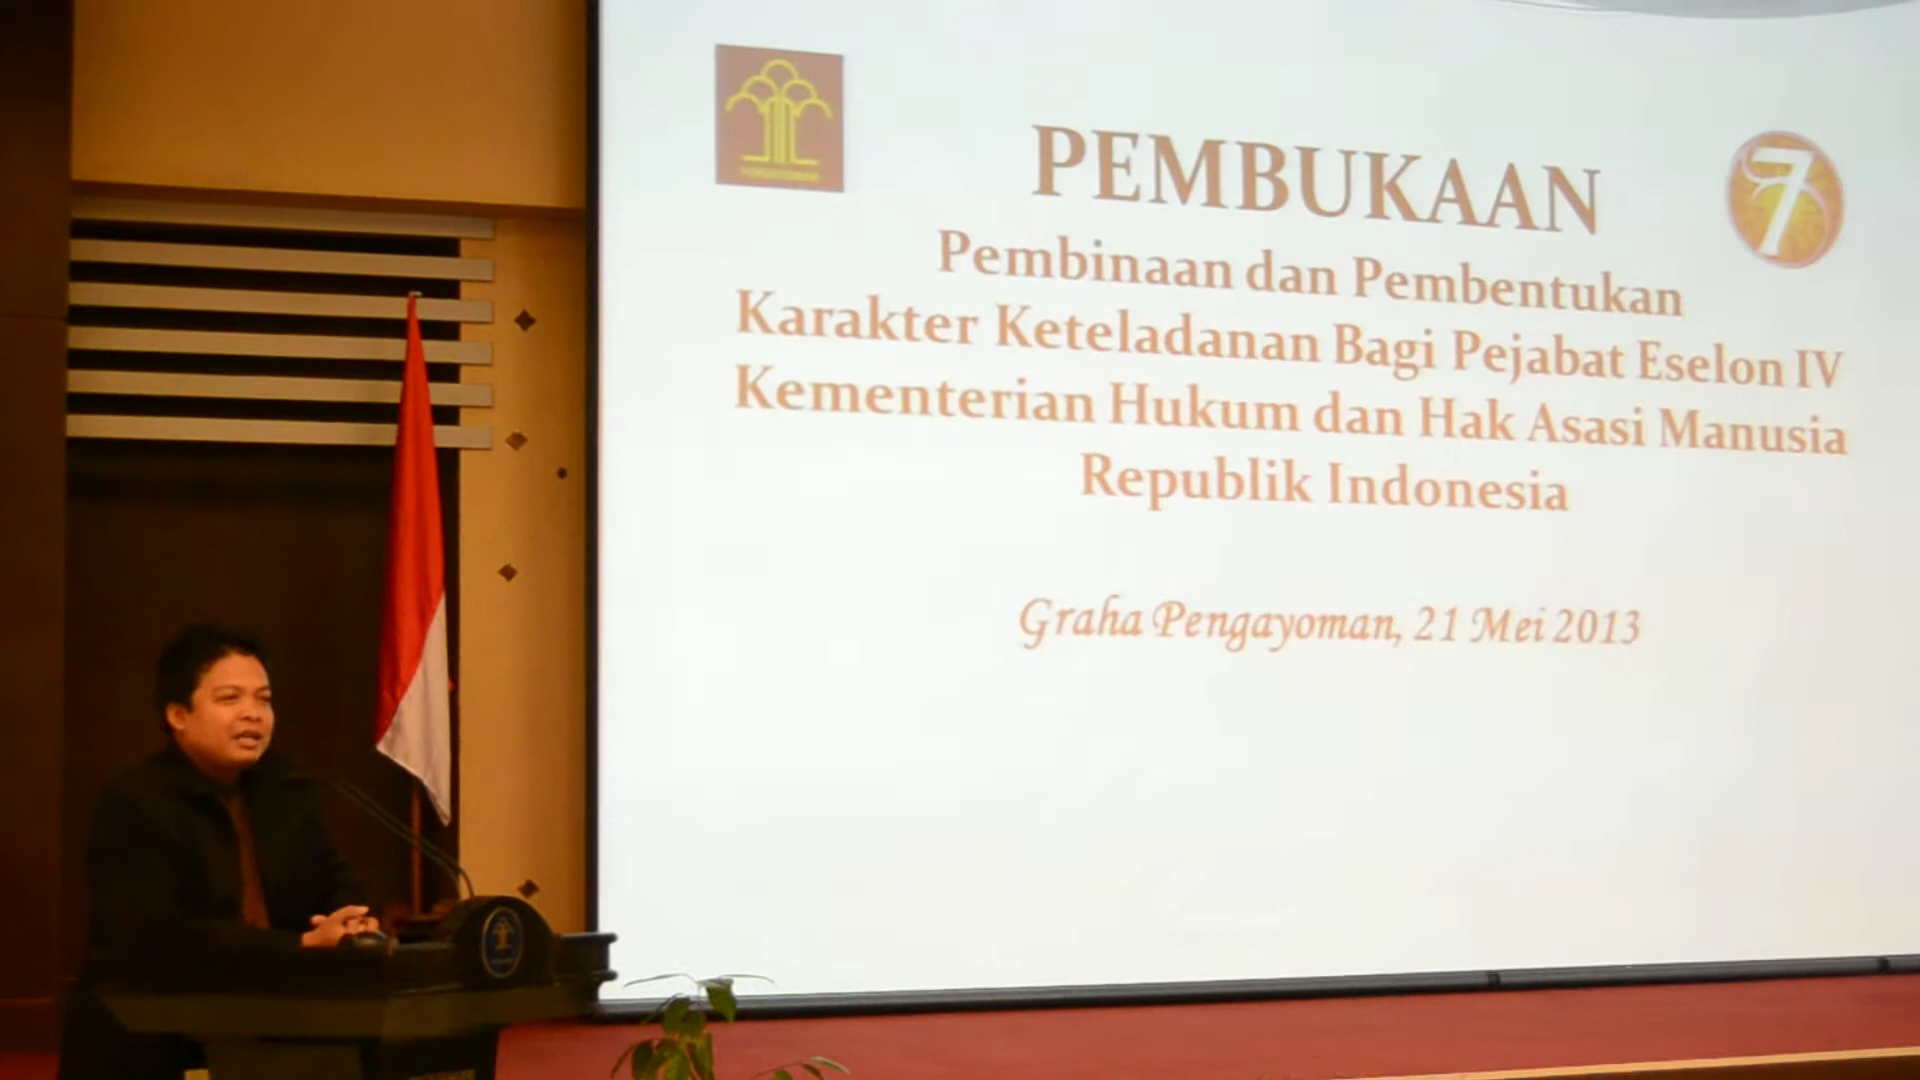 PEMBUKAAN
Pembinaan dan Pembentukan
Karakter Keteladanan Bagi Pejabat Eselon IV
Kementerian Hukum dan Hak Asasi Manusia
Republik Indonesia
Graha Pengayoman, 21 Mei 2013
7
PENGAYOMAN